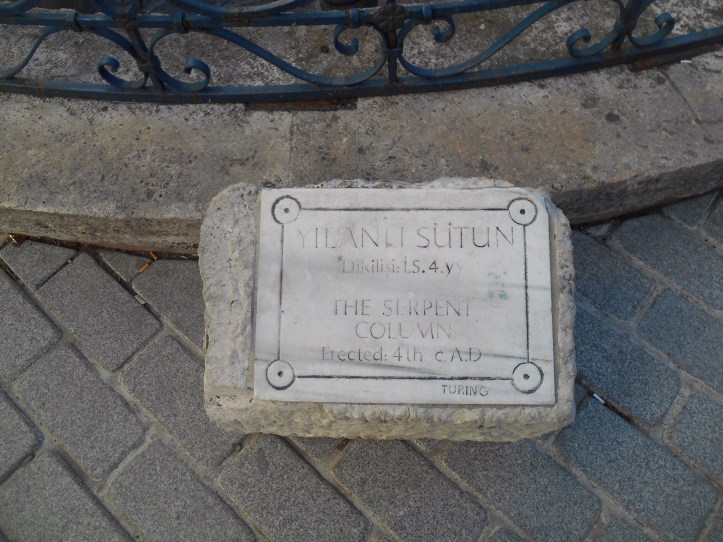 YILANLI SÜTUN
Dikilişi: İ.S. 4.yy
THE SERPENT
COLUMN
Erected: 4th c A.D
TURING